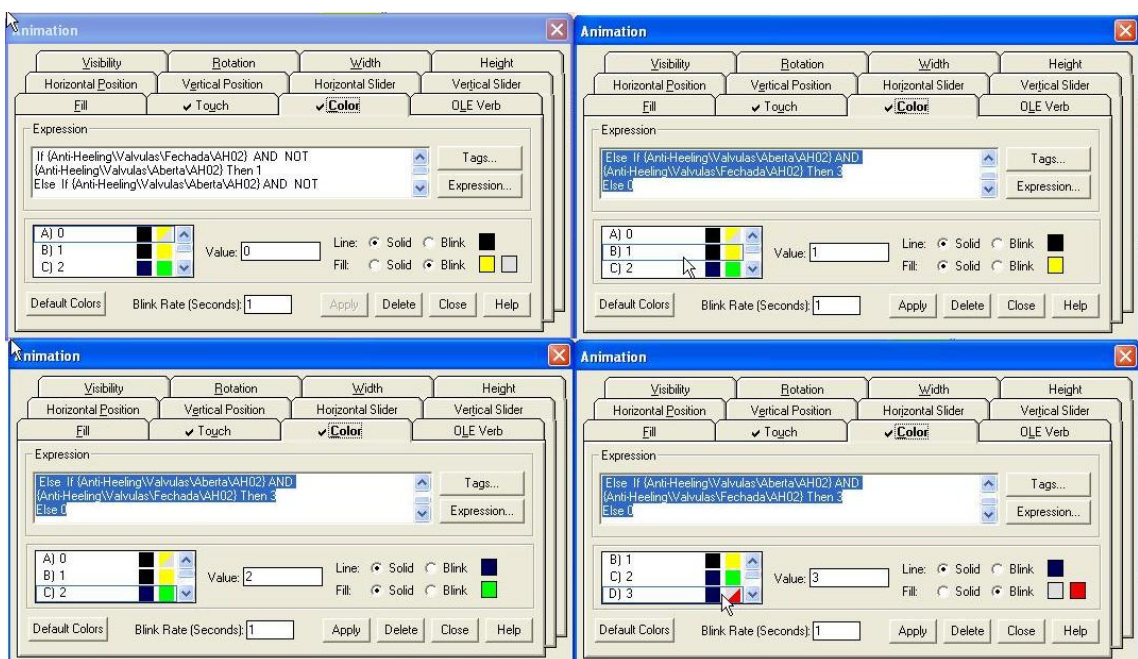 Animation
Visibility Rotation Width Height
Horizontal Position Vertical Position Horizontal Slider Vertical Slider
Fill Touch Color OLE Verb
Expression
If {Anti-Heeling\Valvulas\Fechada\AH02} AND NOT
{Anti-Heeling\Valvulas\Aberta\AH02} Then 1
Else If {Anti-Heeling\Valvulas\Aberta\AH02} AND NOT
Tags...
Expression...
A) 0
B) 1
C) 2
Value: 0
Line: Solid Blink
Fill: Solid Blink
Default Colors Blink Rate (Seconds): 1 Apply Delete Close Help
Animation
Visibility Rotation Width Height
Horizontal Position Vertical Position Horizontal Slider Vertical Slider
Fill Touch Color OLE Verb
Expression
Else If {Anti-Heeling\Valvulas\Aberta\AH02} AND
{Anti-Heeling\Valvulas\Fechada\AH02} Then 3
Else 0
Tags...
Expression...
A) 0
B) 1
C) 2
Value: 1
Line: Solid Blink
Fill: Solid Blink
Default Colors Blink Rate (Seconds): 1 Apply Delete Close Help
Animation
Visibility Rotation Width Height
Horizontal Position Vertical Position Horizontal Slider Vertical Slider
Fill Touch Color OLE Verb
Expression
Else If {Anti-Heeling\Valvulas\Aberta\AH02} AND
{Anti-Heeling\Valvulas\Fechada\AH02} Then 3
Else 0
Tags...
Expression...
A) 0
B) 1
C) 2
Value: 2
Line: Solid Blink
Fill: Solid Blink
Default Colors Blink Rate (Seconds): 1 Apply Delete Close Help
Animation
Visibility Rotation Width Height
Horizontal Position Vertical Position Horizontal Slider Vertical Slider
Fill Touch Color OLE Verb
Expression
Else If {Anti-Heeling\Valvulas\Aberta\AH02} AND
{Anti-Heeling\Valvulas\Fechada\AH02} Then 3
Else 0
Tags...
Expression...
B) 1
C) 2
D) 3
Value: 3
Line: Solid Blink
Fill: Solid Blink
Default Colors Blink Rate (Seconds): 1 Apply Delete Close Help